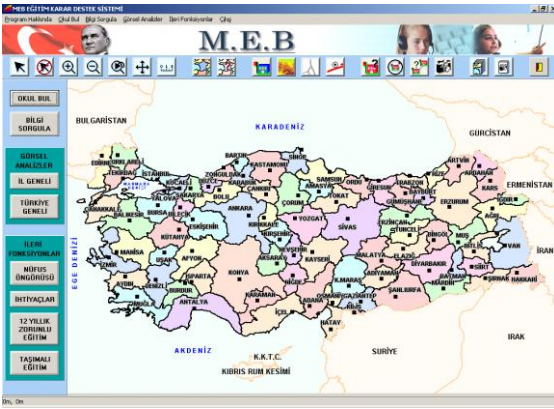 MEB EĞİTİM KARAR DESTEK SİSTEMİ
Program Hakkında Okul Bul Bilgi Sorgula Görsel Analizler İleri Fonksiyonlar Çıkış
M.E.B
OKUL BUL
BİLGİ
SORGULA
GÖRSEL
ANALİZLER
İL GENELİ
TÜRKİYE
GENELİ
İLERİ
FONKSİYONLAR
NÜFUS
ÖNGÖRÜSÜ
İHTİYAÇLAR
12 YILLIK
ZORUNLU
EĞİTİM
TAŞIMALI
EĞİTİM
BULGARİSTAN
KARADENİZ
GÜRCİSTAN
ERMENİSTAN
İRAN
IRAK
SURİYE
EGE DENİZİ
AKDENİZ
K.K.T.C.
KIBRIS RUM KESİMİ
MARMARA
DENİZİ
EDİRNE
KIRKLARELİ
TEKİRDAĞ
İSTANBUL
KOCAELİ
YALOVA
SAKARYA
DÜZCE
BOLU
ZONGULDAK
BARTIN
KARABÜK
KASTAMONU
SİNOP
ÇANKIRI
SAMSUN
ORDU
GİRESUN
TRABZON
RİZE
ARTVİN
ARDAHAN
KARS
IĞDIR
AĞRI
ÇANAKKALE
BALIKESİR
BURSA
BİLECİK
ESKİŞEHİR
ANKARA
KIRIKKALE
ÇORUM
AMASYA
TOKAT
YOZGAT
SİVAS
GÜMÜŞHANE
BAYBURT
ERZURUM
ERZİNCAN
TUNCELİ
BİNGÖL
MUŞ
BİTLİS
VAN
KÜTAHYA
MANİSA
İZMİR
UŞAK
AFYON
KIRŞEHİR
NEVŞEHİR
AKSARAY
KAYSERİ
MALATYA
ELAZIĞ
DİYARBAKIR
BATMAN
SİİRT
ŞIRNAK
HAKKARİ
AYDIN
DENİZLİ
MUĞLA
BURDUR
ISPARTA
ANTALYA
KONYA
KARAMAN
NİĞDE
İÇEL
ADANA
K.MARAŞ
OSMANİYE
GAZİANTEP
KİLİS
HATAY
ADIYAMAN
ŞANLIURFA
MARDİN
0m, 0m